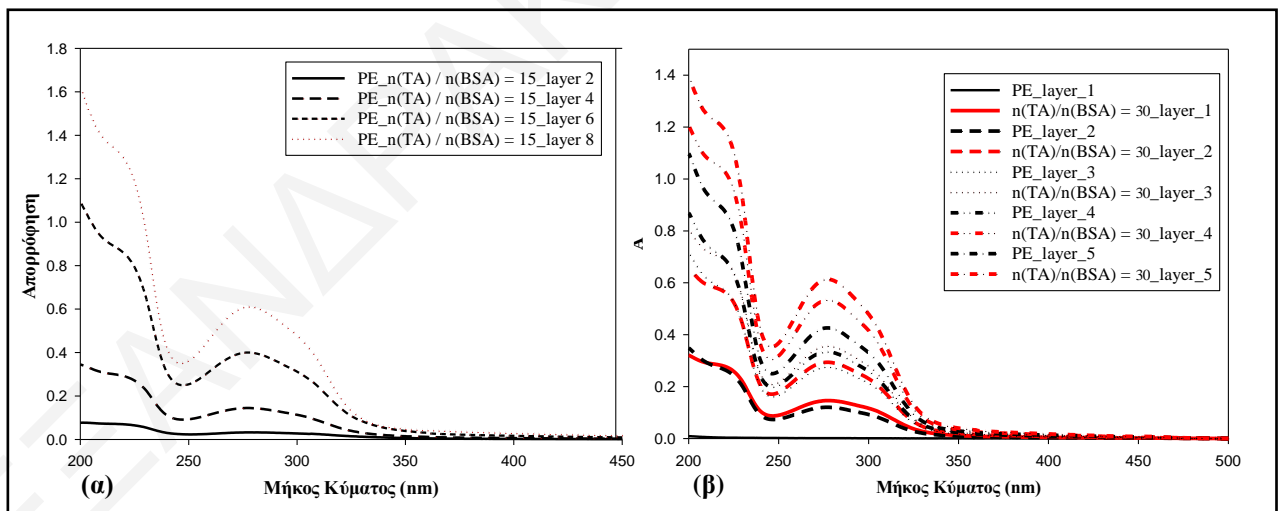 1.8
1.6
1.4
1.2
1.0
0.8
0.6
0.4
0.2
0.0
Απορρόφηση
PE_n(TA) / n(BSA) = 15_layer 2
PE_n(TA) / n(BSA) = 15_layer 4
PE_n(TA) / n(BSA) = 15_layer 6
PE_n(TA) / n(BSA) = 15_layer 8
200 250 300 350 400 450
(α)
Μήκος Κύματος (nm)
1.4
1.2
1.0
0.8
0.6
0.4
0.2
0.0
A
PE_layer_1
n(TA)/n(BSA) = 30_layer_1
PE_layer_2
n(TA)/n(BSA) = 30_layer_2
PE_layer_3
n(TA)/n(BSA) = 30_layer_3
PE_layer_4
n(TA)/n(BSA) = 30_layer_4
PE_layer_5
n(TA)/n(BSA) = 30_layer_5
200 250 300 350 400 450 500
(β)
Μήκος Κύματος (nm)